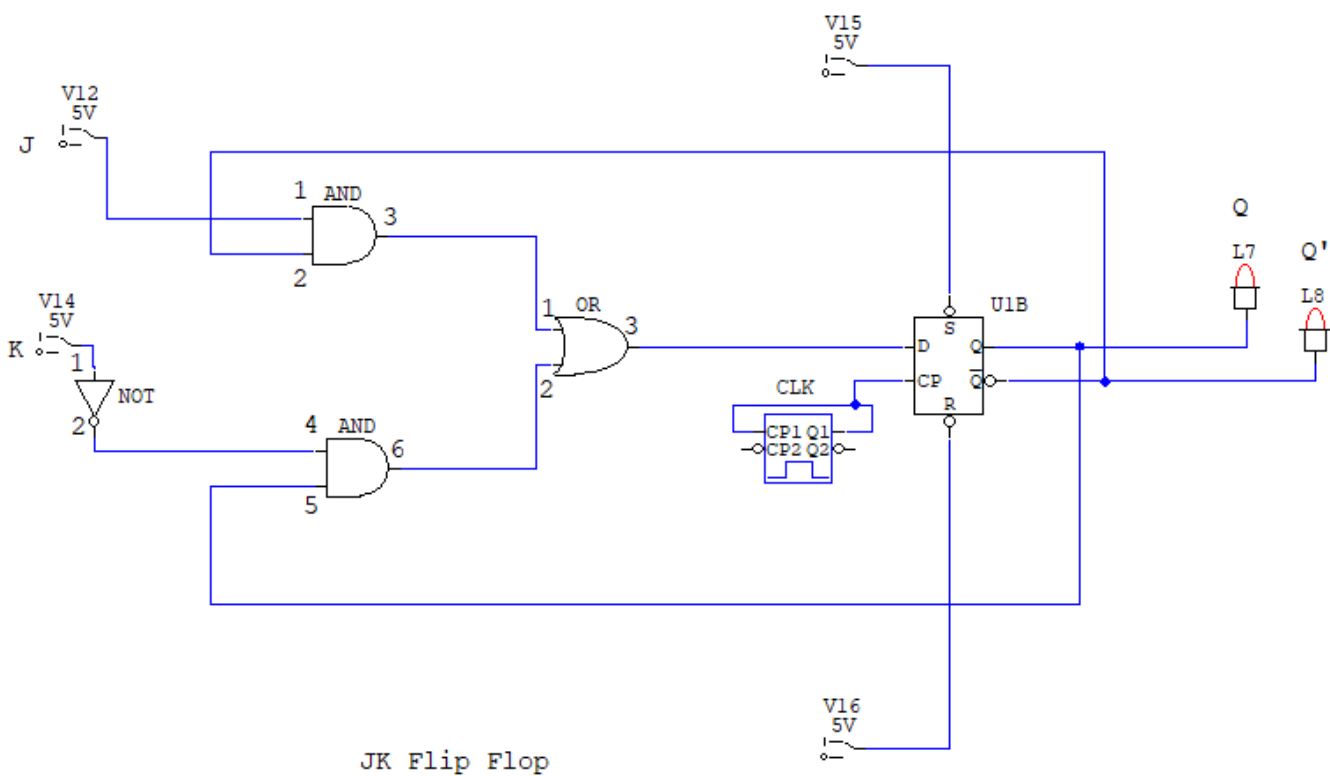 V15
5V
V12
5V
J
1
AND
3
2
Q
L7
Q'
L8
V14
5V
K
1
NOT
2
1
OR
3
2
U1B
S
D
Q
CP
Q
R
CLK
CP1
Q1
CP2
Q2
4
AND
6
5
V16
5V
JK Flip Flop